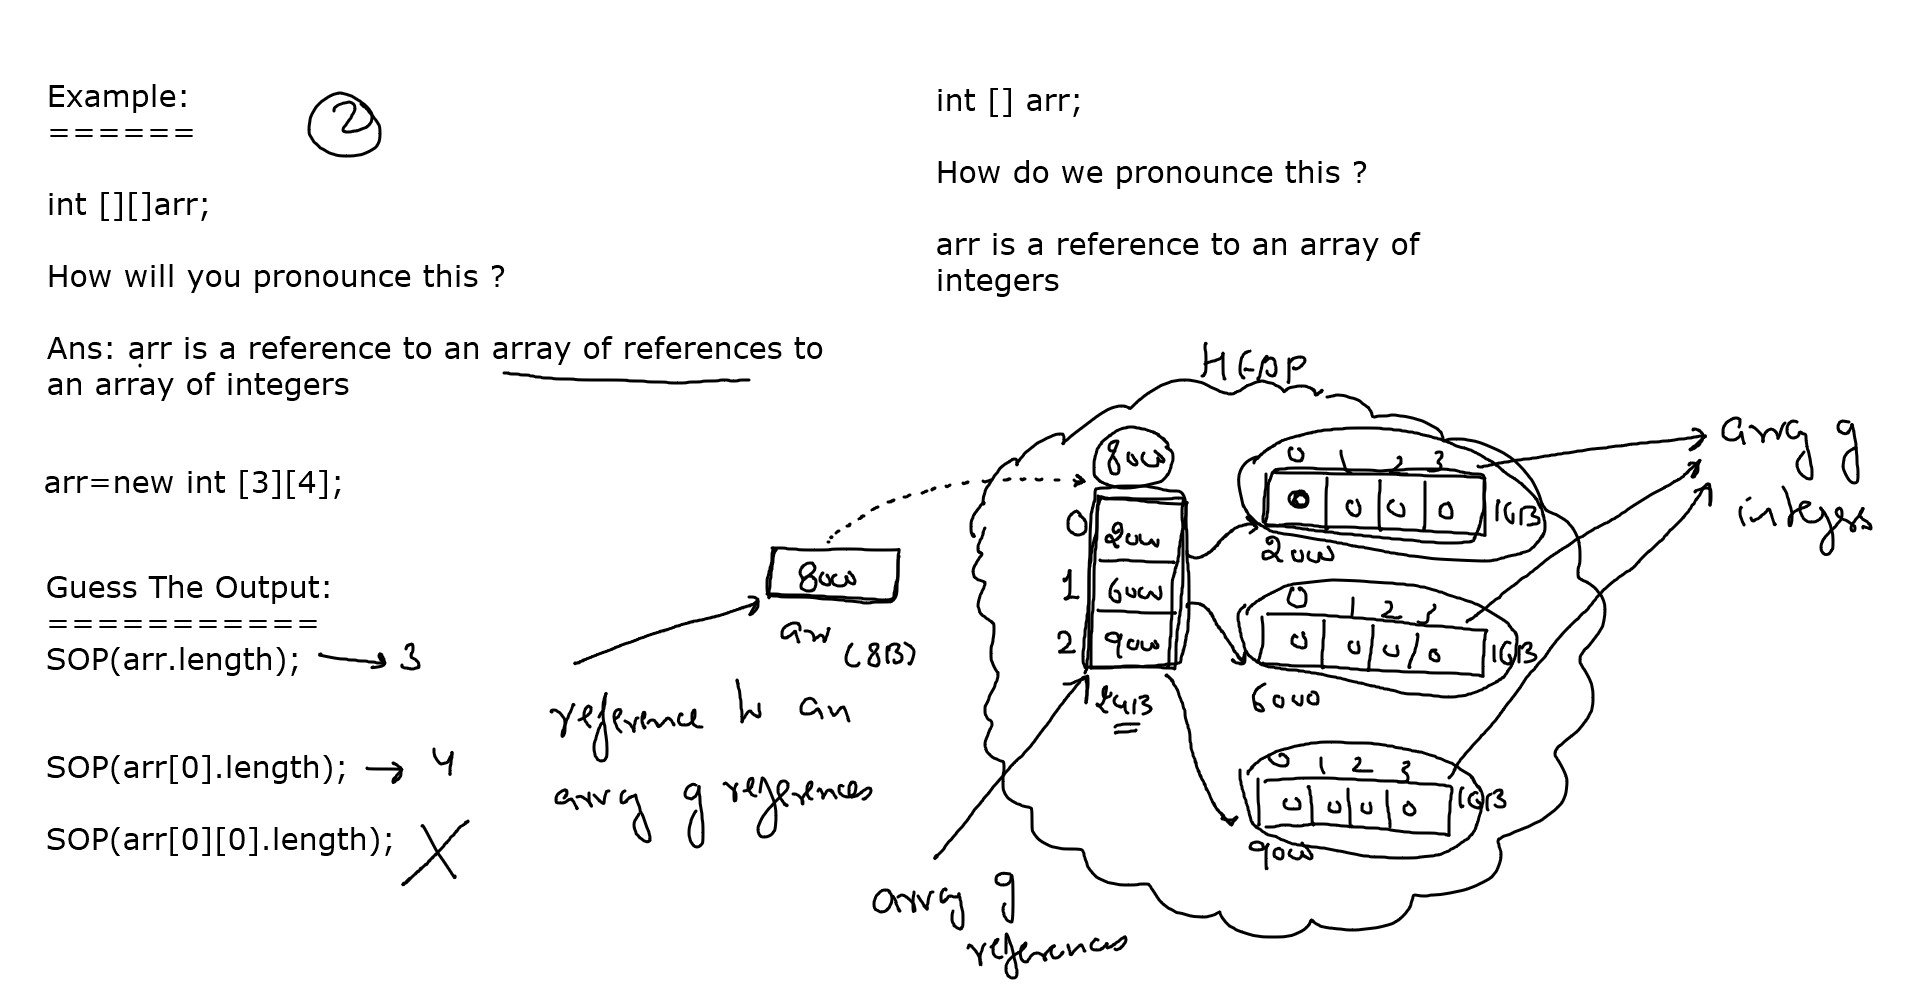 Example:
======
2
int [][]arr;
How will you pronounce this ?
Ans: arr is a reference to an array of references to
an array of integers
arr=new int [3][4];
Guess The Output:
===========
SOP(arr.length); → 3
SOP(arr[0].length); → 4
SOP(arr[0][0].length); X
int [] arr;
How do we pronounce this ?
arr is a reference to an array of
integers
8000
arr
(8B)
reference to an
array of references
HEAP
8000
0 2000
1 6000
2 9000
24B
array of
references
0 1 2 3
0 0 0 0 16B
2000
0 1 2 3
0 0 0 0 16B
6000
0 1 2 3
0 0 0 0 16B
9000
array of
integers